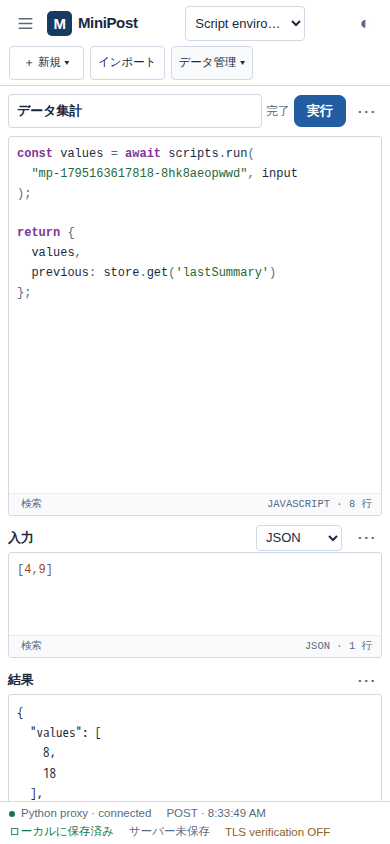 M MiniPost Script enviro…
＋ 新規 ▾ インポート データ管理 ▾
データ集計 完了 実行 ···
const values = await scripts.run(
  "mp-1795163617818-8hk8aeopwwd", input
);
return {
  values,
  previous: store.get('lastSummary')
};
検索 JAVASCRIPT · 8 行
入力 JSON ···
[4,9]
検索 JSON · 1 行
結果 ···
{
  "values": [
    8,
    18
  ],
Python proxy · connected POST · 8:33:49 AM
ローカルに保存済み サーバー未保存 TLS verification OFF